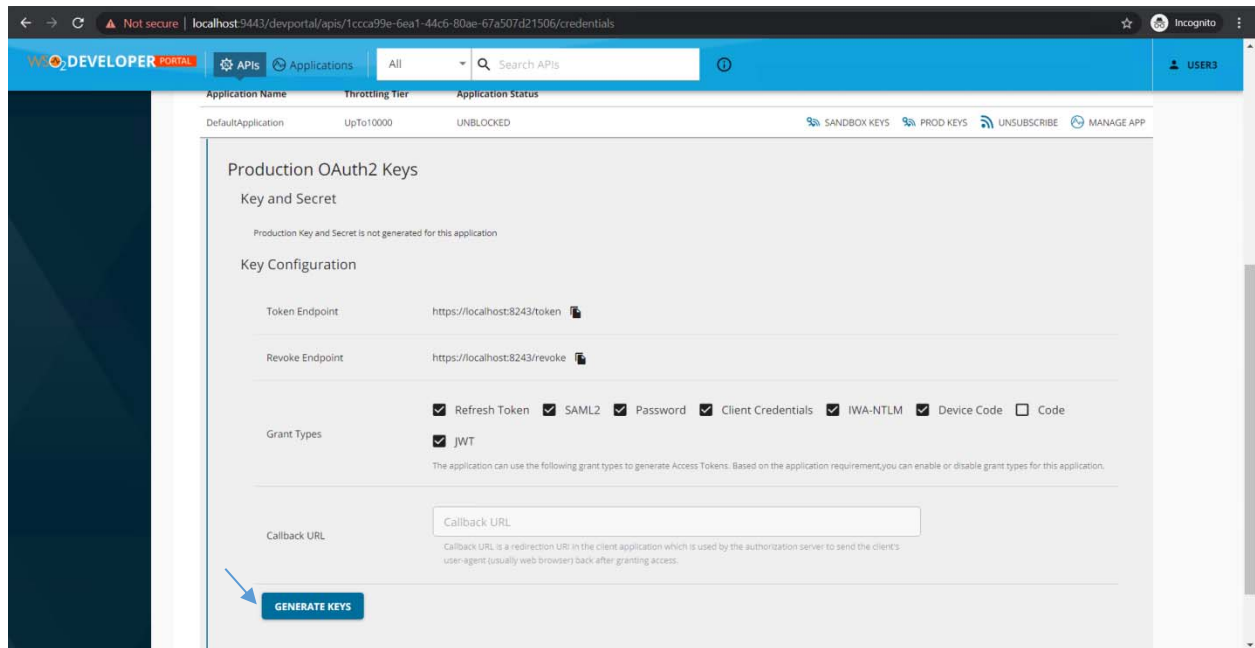 Not secure | localhost:9443/devportal/apis/1ccca99e-6ea1-44c6-80ae-67a507d21506/credentials Incognito
WSO2 DEVELOPER PORTAL APIs Applications All Search APIs USER3
Application Name Throttling Tier Application Status
DefaultApplication UpTo10000 UNBLOCKED SANDBOX KEYS PROD KEYS UNSUBSCRIBE MANAGE APP
Production OAuth2 Keys
Key and Secret
Production Key and Secret is not generated for this application
Key Configuration
Token Endpoint https://localhost:8243/token
Revoke Endpoint https://localhost:8243/revoke
Refresh Token SAML2 Password Client Credentials IWA-NTLM Device Code Code
Grant Types
JWT
The application can use the following grant types to generate Access Tokens. Based on the application requirement,you can enable or disable grant types for this application.
Callback URL
Callback URL
Callback URL is a redirection URI in the client application which is used by the authorization server to send the client's
user-agent (usually web browser) back after granting access.
GENERATE KEYS